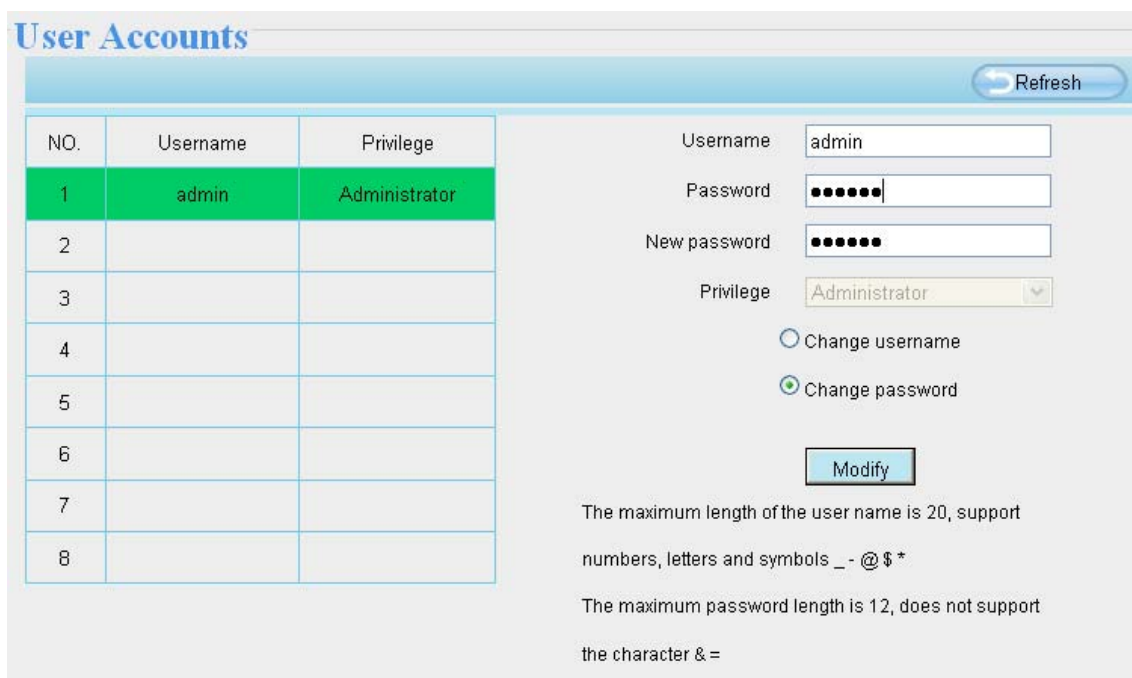 User Accounts
Refresh
NO. Username Privilege
1 admin Administrator
2
3
4
5
6
7
8
Username admin
Password ●●●●●●
New password ●●●●●●
Privilege Administrator
Change username
Change password
Modify
The maximum length of the user name is 20, support
numbers, letters and symbols _ - @ $ *
The maximum password length is 12, does not support
the character & =